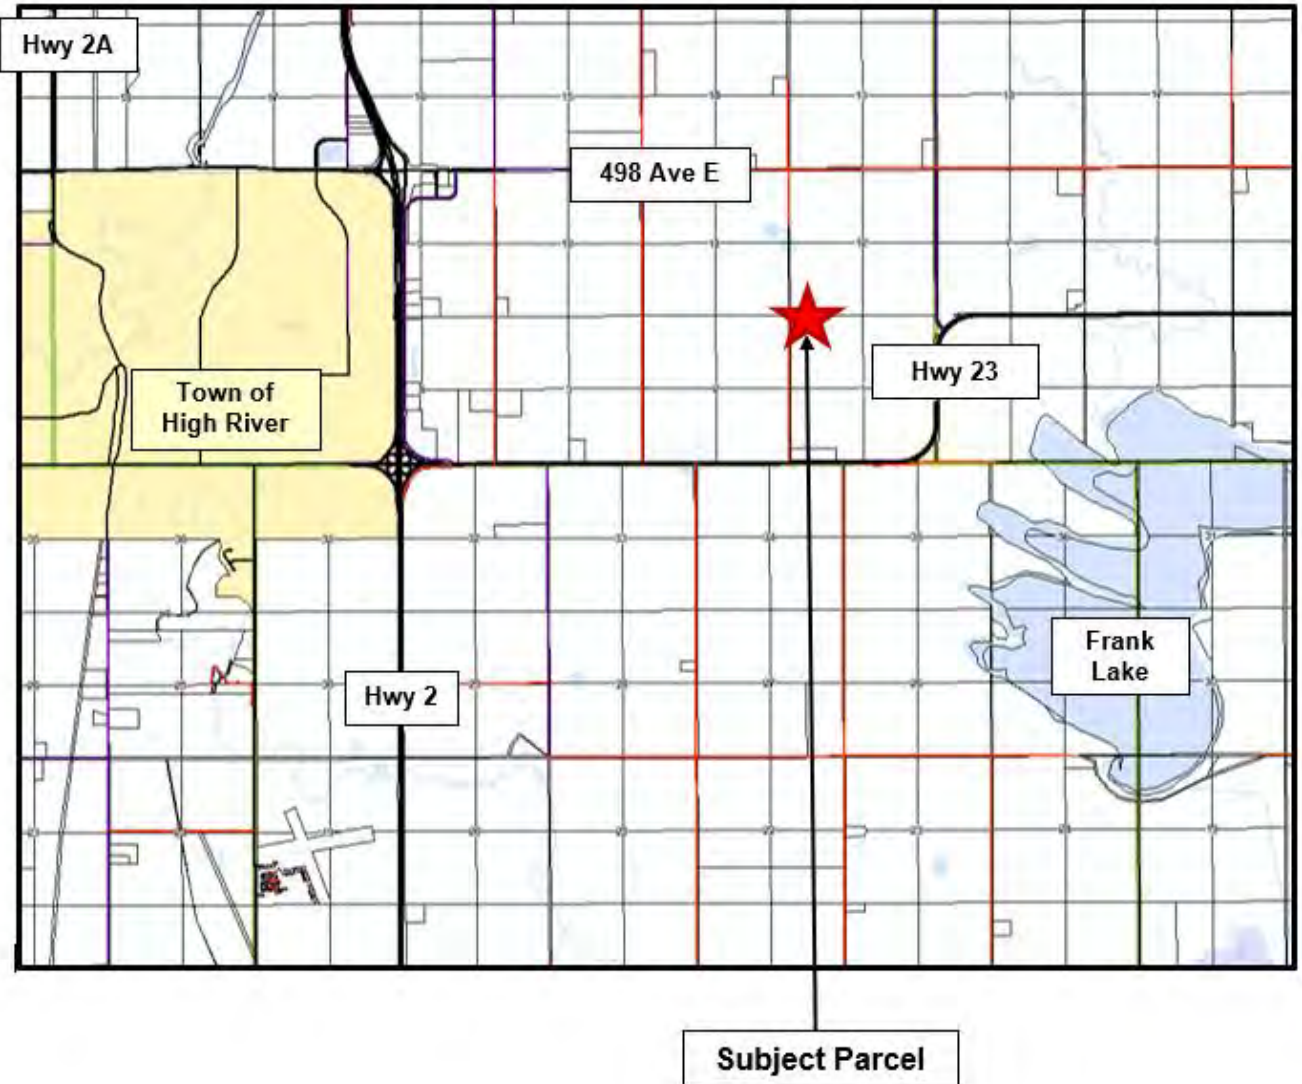 Hwy 2A
498 Ave E
Hwy 23
Town of
High River
Frank
Lake
Hwy 2
Subject Parcel